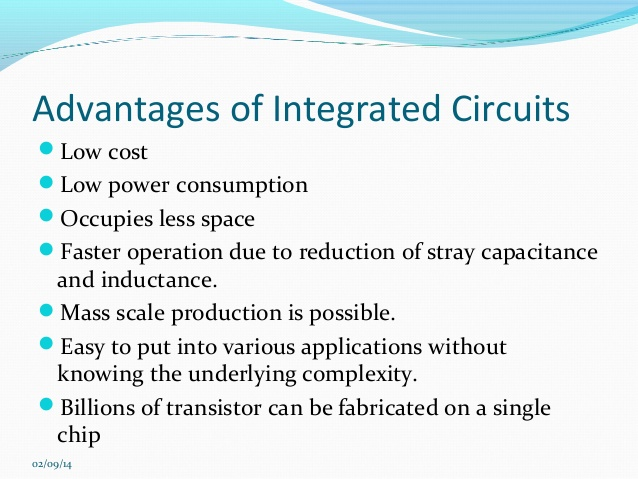 Advantages of Integrated Circuits
Low cost
Low power consumption
Occupies less space
Faster operation due to reduction of stray capacitance
and inductance.
Mass scale production is possible.
Easy to put into various applications without
knowing the underlying complexity.
Billions of transistor can be fabricated on a single
chip
02/09/14